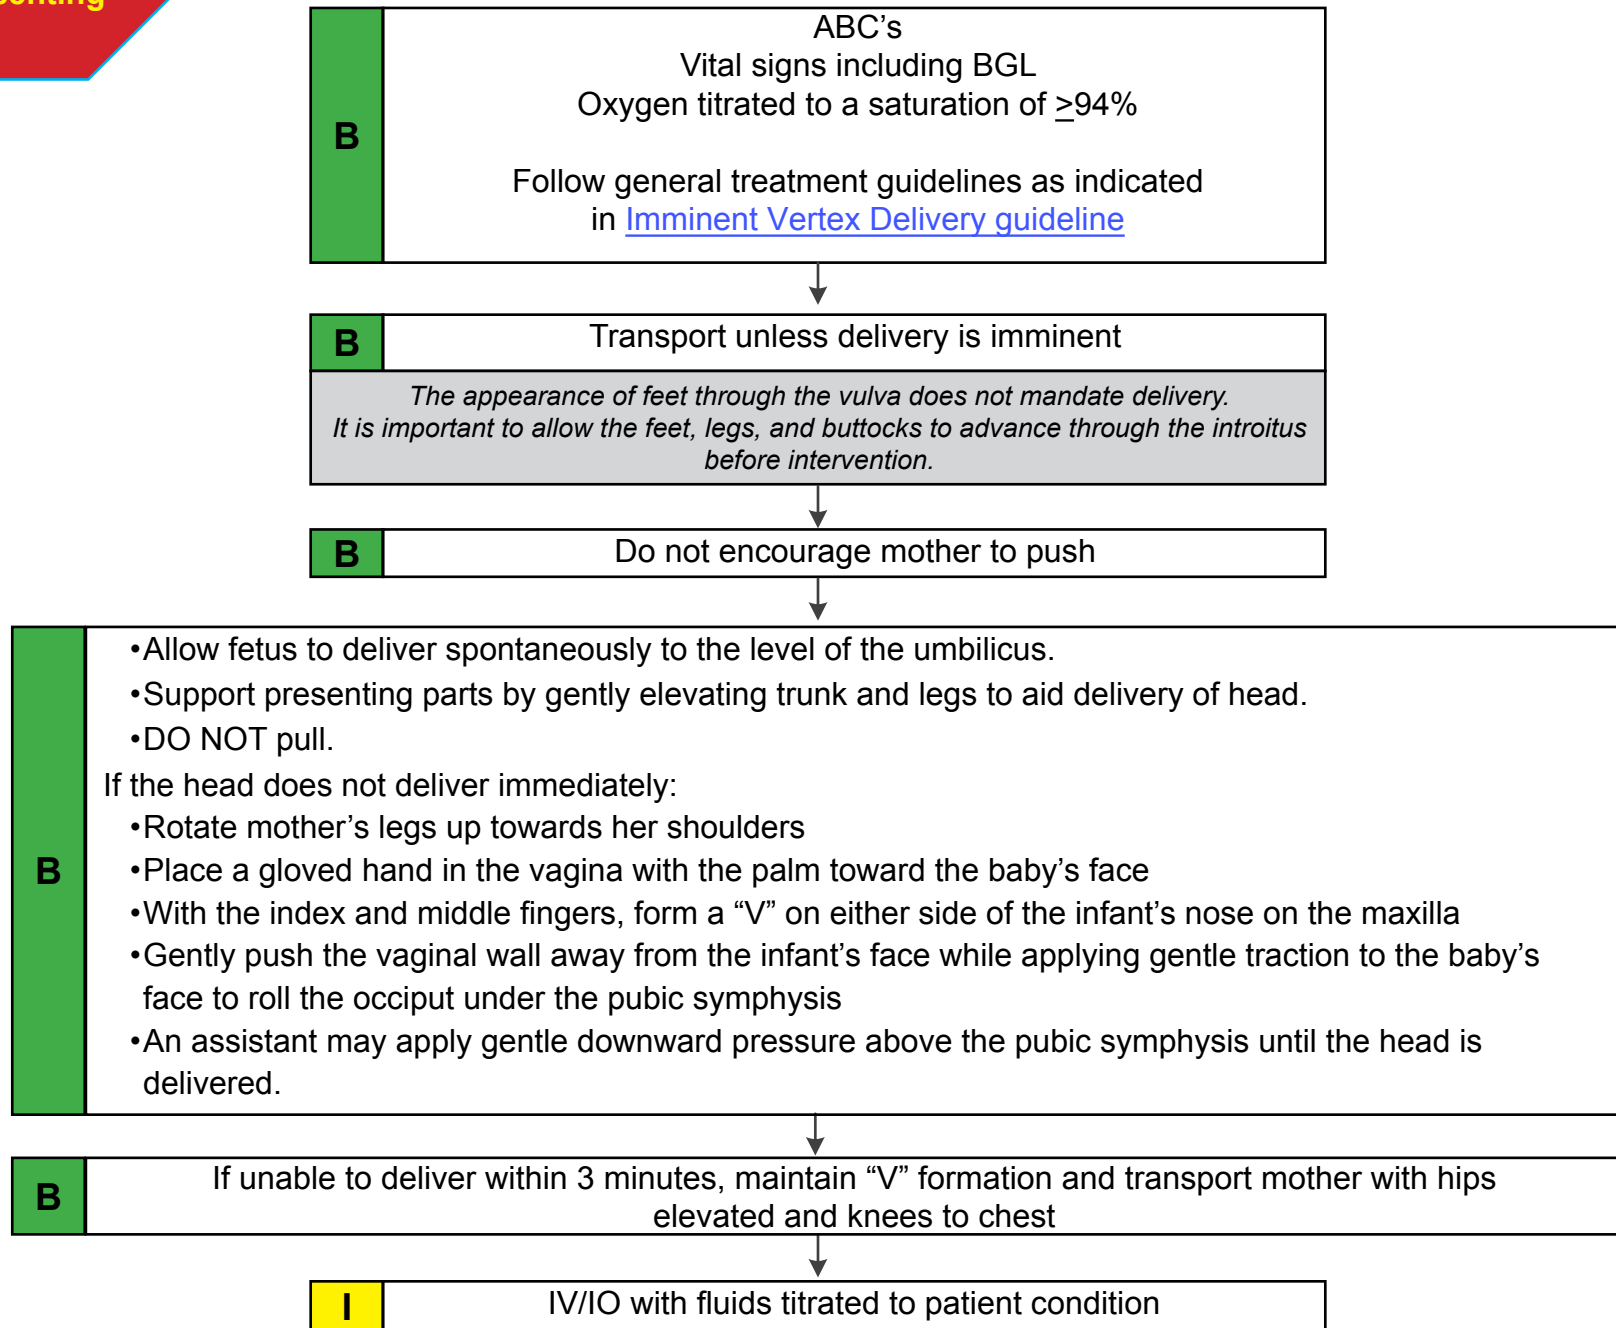 ABC’s
Vital signs including BGL
Oxygen titrated to a saturation of >94%
B
Follow general treatment guidelines as indicated
in Imminent Vertex Delivery guideline
B
Transport unless delivery is imminent
The appearance of feet through the vulva does not mandate delivery.
It is important to allow the feet, legs, and buttocks to advance through the introitus
before intervention.
B
Do not encourage mother to push
•Allow fetus to deliver spontaneously to the level of the umbilicus.
•Support presenting parts by gently elevating trunk and legs to aid delivery of head.
•DO NOT pull.
If the head does not deliver immediately:
•Rotate mother’s legs up towards her shoulders
B
•Place a gloved hand in the vagina with the palm toward the baby’s face
•With the index and middle fingers, form a “V” on either side of the infant’s nose on the maxilla
•Gently push the vaginal wall away from the infant’s face while applying gentle traction to the baby’s
face to roll the occiput under the pubic symphysis
•An assistant may apply gentle downward pressure above the pubic symphysis until the head is
delivered.
B
If unable to deliver within 3 minutes, maintain “V” formation and transport mother with hips
elevated and knees to chest
I
IV/IO with fluids titrated to patient condition